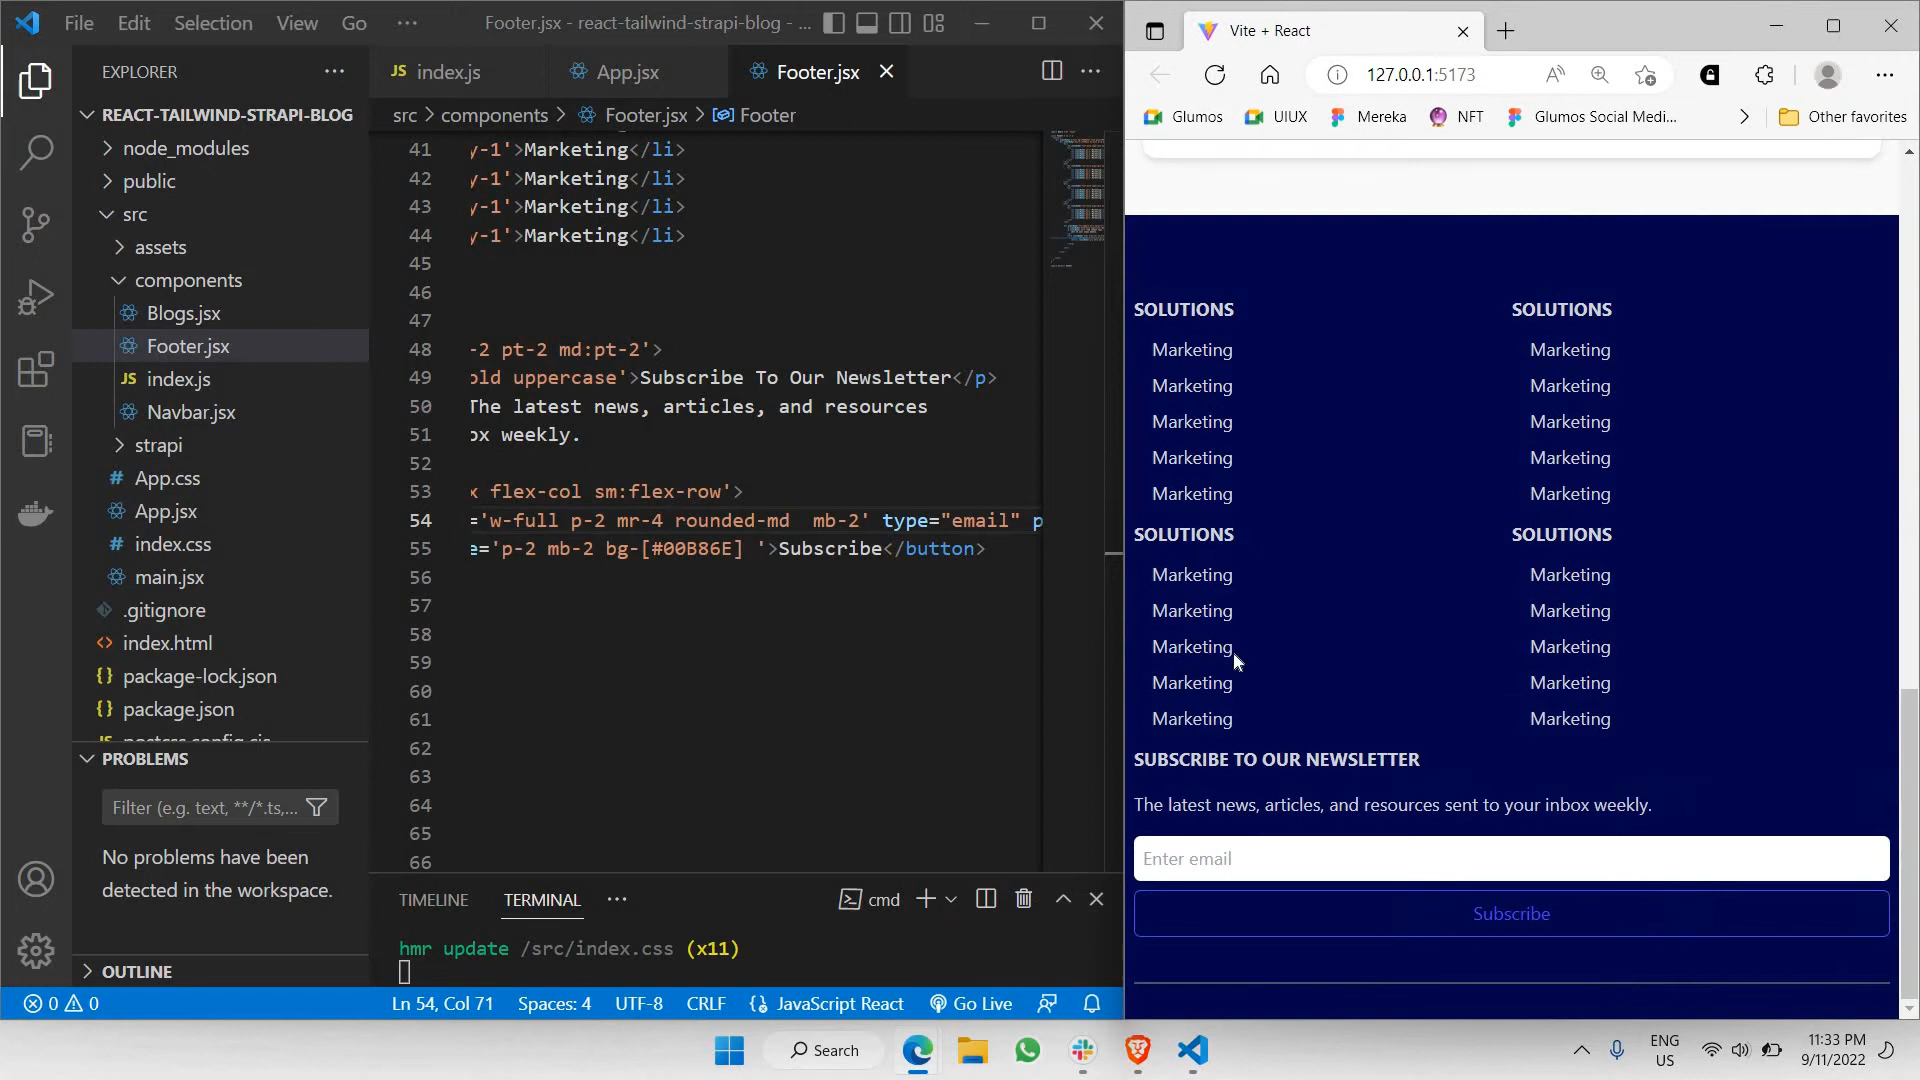 File Edit Selection View Go ··· Footer.jsx - react-tailwind-strapi-blog - ...
EXPLORER
REACT-TAILWIND-STRAPI-BLOG
node_modules
public
src
assets
components
Blogs.jsx
Footer.jsx
JS index.js
Navbar.jsx
strapi
# App.css
App.jsx
# index.css
main.jsx
.gitignore
<> index.html
{} package-lock.json
{} package.json
PROBLEMS
Filter (e.g. text, **/*.ts,...
No problems have been
detected in the workspace.
OUTLINE
JS index.js App.jsx Footer.jsx
src > components > Footer.jsx > Footer
41 y-1'>Marketing</li>
42 y-1'>Marketing</li>
43 y-1'>Marketing</li>
44 y-1'>Marketing</li>
45
46
47
48 -2 pt-2 md:pt-2'>
49 old uppercase'>Subscribe To Our Newsletter</p>
50 The latest news, articles, and resources
51 ox weekly.
52
53 x flex-col sm:flex-row'>
54 ='w-full p-2 mr-4 rounded-md  mb-2' type="email" p
55 e='p-2 mb-2 bg-[#00B86E] '>Subscribe</button>
56
57
58
59
60
61
62
63
64
65
66
TIMELINE TERMINAL ··· cmd
hmr update /src/index.css (x11)
0 0 Ln 54, Col 71 Spaces: 4 UTF-8 CRLF JavaScript React Go Live
Vite + React
127.0.0.1:5173
Glumos UIUX Mereka NFT Glumos Social Medi... Other favorites
SOLUTIONS SOLUTIONS
Marketing Marketing
Marketing Marketing
Marketing Marketing
Marketing Marketing
Marketing Marketing
SOLUTIONS SOLUTIONS
Marketing Marketing
Marketing Marketing
Marketing Marketing
Marketing Marketing
Marketing Marketing
SUBSCRIBE TO OUR NEWSLETTER
The latest news, articles, and resources sent to your inbox weekly.
Enter email
Subscribe
Search
ENG
US
11:33 PM
9/11/2022